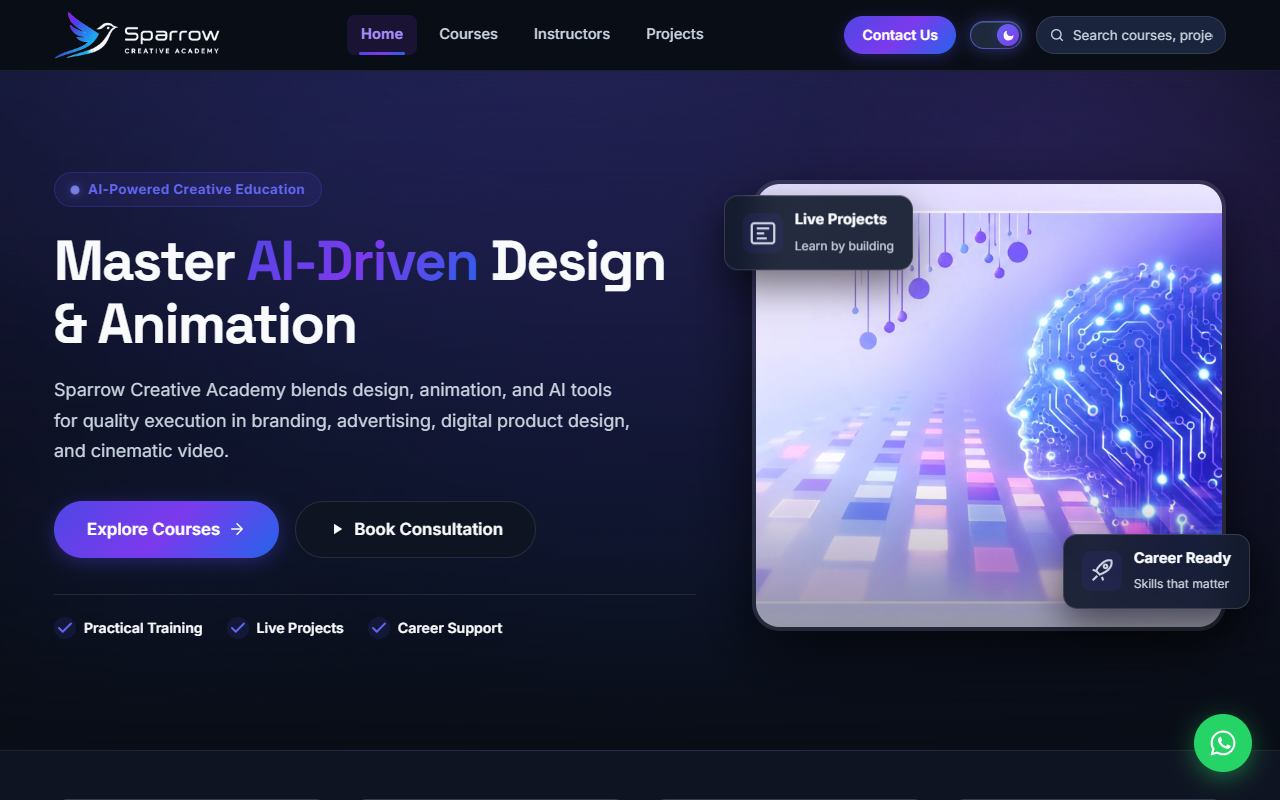 Sparrow
CREATIVE ACADEMY
Home
Courses
Instructors
Projects
Contact Us
Search courses, proje
AI-Powered Creative Education
Master AI-Driven Design
& Animation
Sparrow Creative Academy blends design, animation, and AI tools
for quality execution in branding, advertising, digital product design,
and cinematic video.
Explore Courses
Book Consultation
Practical Training
Live Projects
Career Support
Live Projects
Learn by building
Career Ready
Skills that matter